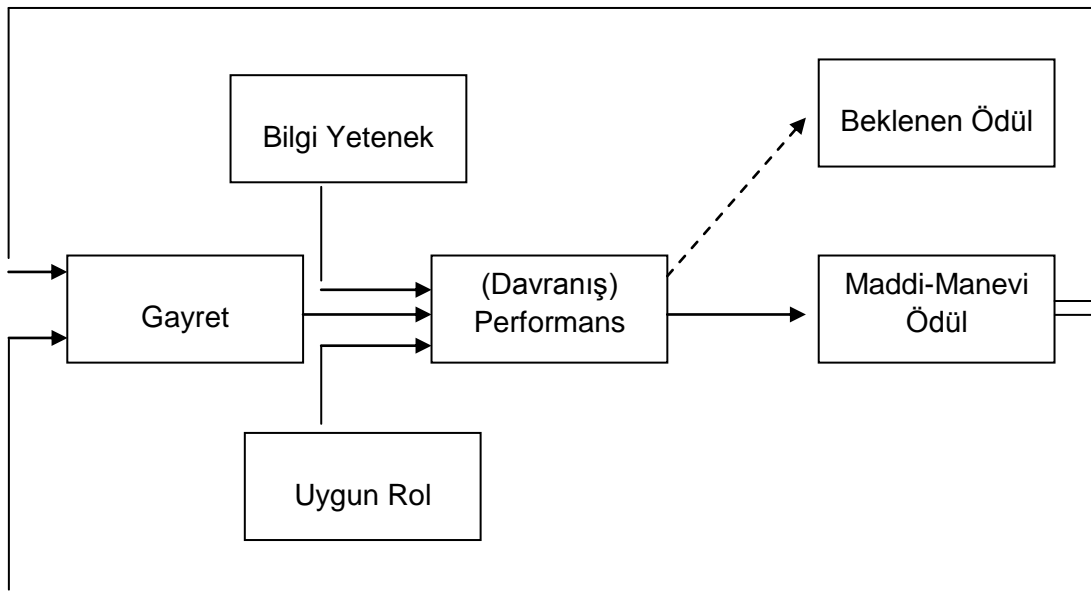 Bilgi Yetenek
Beklenen Ödül
Gayret
(Davranış)
Performans
Maddi-Manevi
Ödül
Uygun Rol